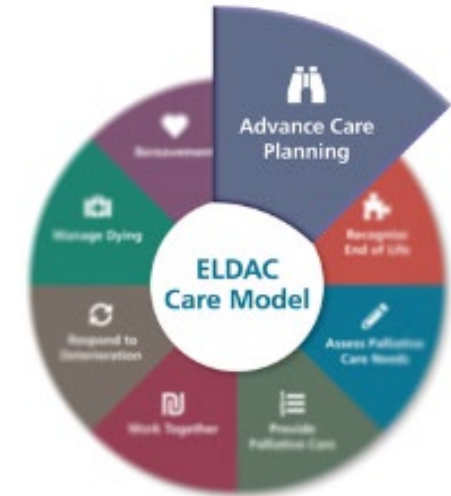 Advance Care
Planning
Recognise
End of Life
Assess Palliative
Care Needs
Provide
Palliative Care
Work Together
Respond to
Deterioration
Manage Dying
Bereavement
ELDAC
Care Model